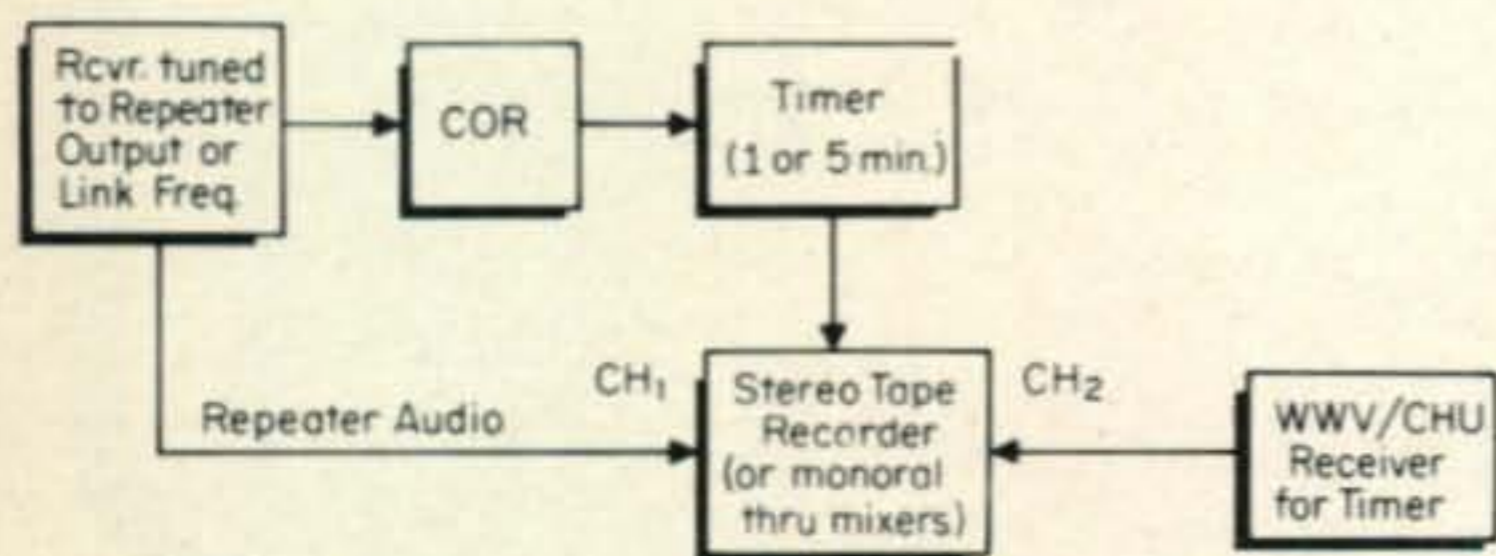 Rcvr. tuned
to Repeater
Output or
Link Freq.
COR
Timer
(1 or 5 min.)
Repeater Audio
CH1
Stereo Tape
Recorder
(or monoral
thru mixers)
CH2
WWV/CHU
Receiver
for Timer